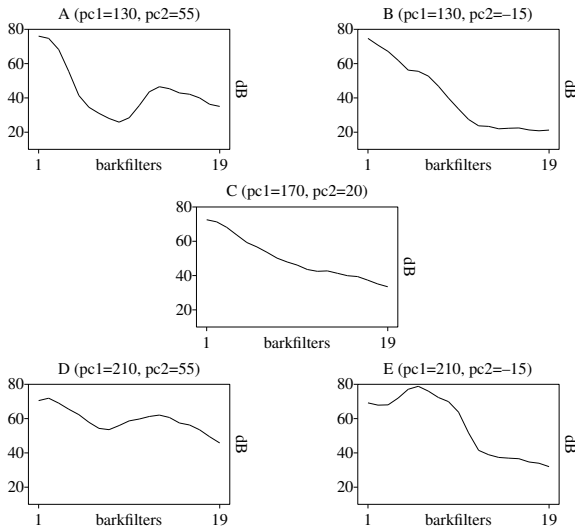 A (pc1=130, pc2=55)
80
60
40
20
dB
1 barkfilters 19
B (pc1=130, pc2=–15)
80
60
40
20
dB
1 barkfilters 19
C (pc1=170, pc2=20)
80
60
40
20
dB
1 barkfilters 19
D (pc1=210, pc2=55)
80
60
40
20
dB
1 barkfilters 19
E (pc1=210, pc2=–15)
80
60
40
20
dB
1 barkfilters 19